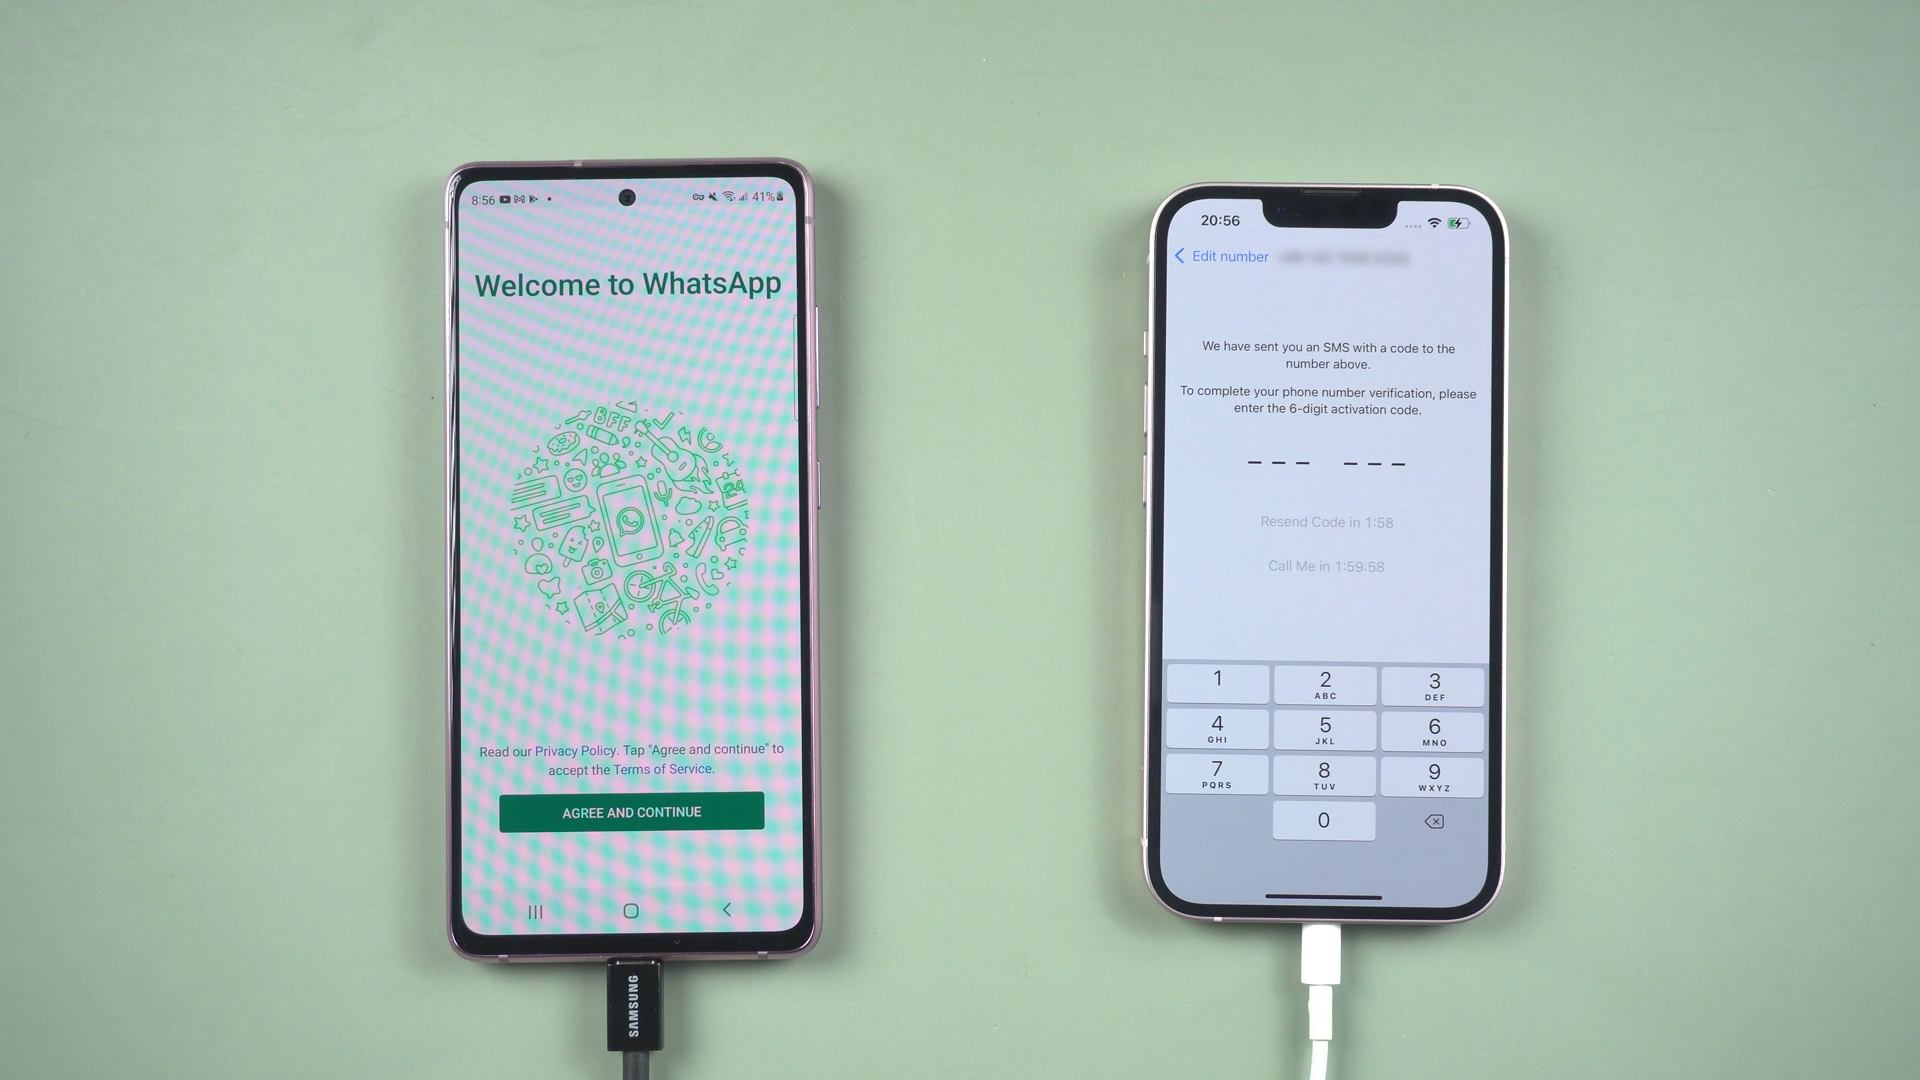 8:56
41%
Welcome to WhatsApp
BFF
24
Read our Privacy Policy. Tap "Agree and continue" to
accept the Terms of Service.
AGREE AND CONTINUE
SAMSUNG
20:56
Edit number
We have sent you an SMS with a code to the
number above.
To complete your phone number verification, please
enter the 6-digit activation code.
Resend Code in 1:58
Call Me in 1:59:58
1 2 3
ABC DEF
4 5 6
GHI JKL MNO
7 8 9
PQRS TUV WXYZ
0